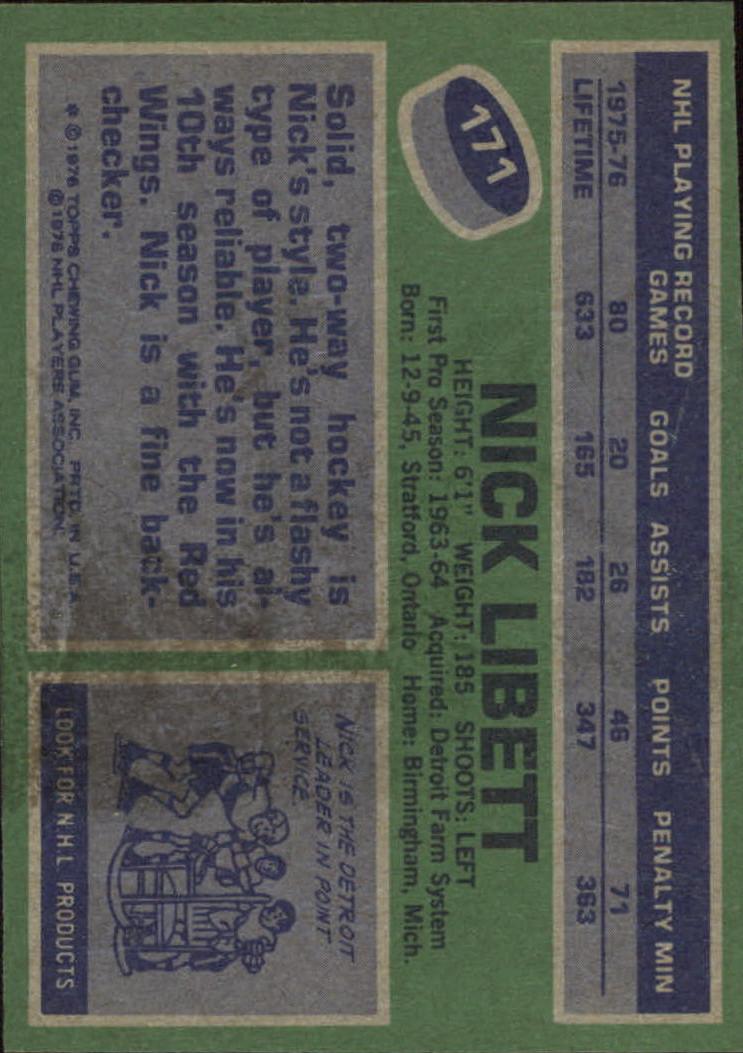 NHL PLAYING RECORD
GAMES GOALS ASSISTS POINTS PENALTY MIN
1975-76 80 20 26 46 71
LIFETIME 633 165 182 347 363
171
NICK LIBETT
HEIGHT: 6'1" WEIGHT: 185 SHOOTS: LEFT
First Pro Season: 1963-64 Acquired: Detroit Farm System
Born: 12-9-45, Stratford, Ontario Home: Birmingham, Mich.
Solid, two-way hockey is
Nick's style. He's not a flashy
type of player, but he's al-
ways reliable. He's now in his
10th season with the Red
Wings. Nick is a fine back-
checker.
* © 1976 TOPPS CHEWING GUM, INC. PRTD. IN U.S.A.
© 1976 NHL PLAYERS ASSOCIATION.
NICK IS THE DETROIT
LEADER IN POINT
SERVICE.
LOOK FOR N.H.L. PRODUCTS